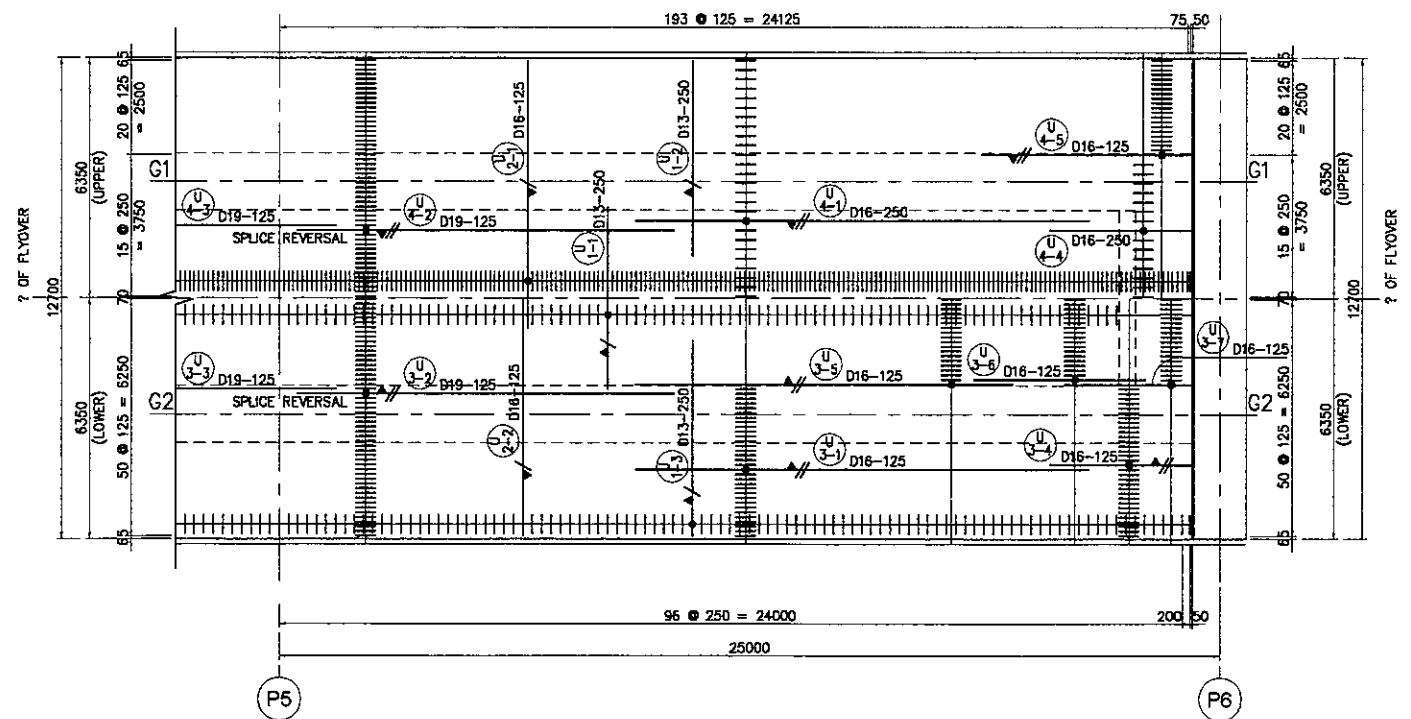 193 @ 125 = 24125
75 50
65
20 @ 125 = 2500
15 @ 250 = 3750
70
50 @ 125 = 6250
65
6350 (UPPER)
6350 (LOWER)
12700
? OF FLYOVER
G1
G2
U 2-1
D16-125
U 1-2
D13-250
U 4-5
D16-125
U 4-3
D19-125
SPLICE REVERSAL
U 4-2
D19-125
U 1-1
D13-250
U 4-1
D16-250
D16-250
U 4-4
U 3-3
D19-125
SPLICE REVERSAL
U 3-2
D19-125
U 2-2
D16-125
U 1-3
D13-250
U 3-5
D16-125
U 3-6
D16-125
U 3-7
D16-125
U 3-1
D16-125
U 3-4
D16-125
G1
G2
65
20 @ 125 = 2500
15 @ 250 = 3750
70
50 @ 125 = 6250
65
6350 (UPPER)
6350 (LOWER)
12700
? OF FLYOVER
96 @ 250 = 24000
200 50
25000
P5
P6